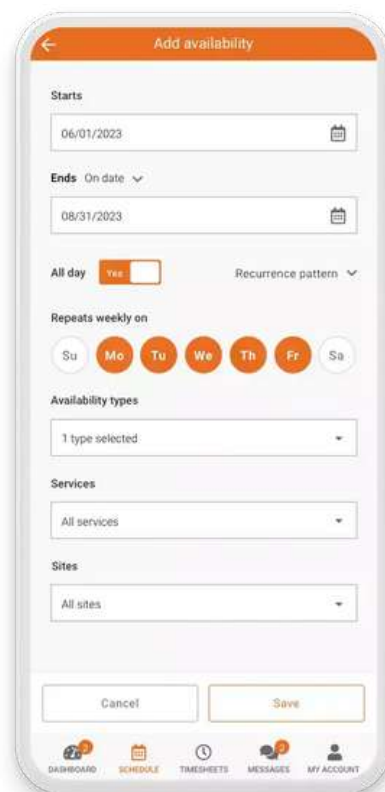 Add availability
Starts
06/01/2023
Ends On date
08/31/2023
All day Yes Recurrence pattern
Repeats weekly on
Su Mo Tu We Th Fr Sa
Availability types
1 type selected
Services
All services
Sites
All sites
Cancel Save
DASHBOARD SCHEDULE TIMESHEETS MESSAGES MY ACCOUNT